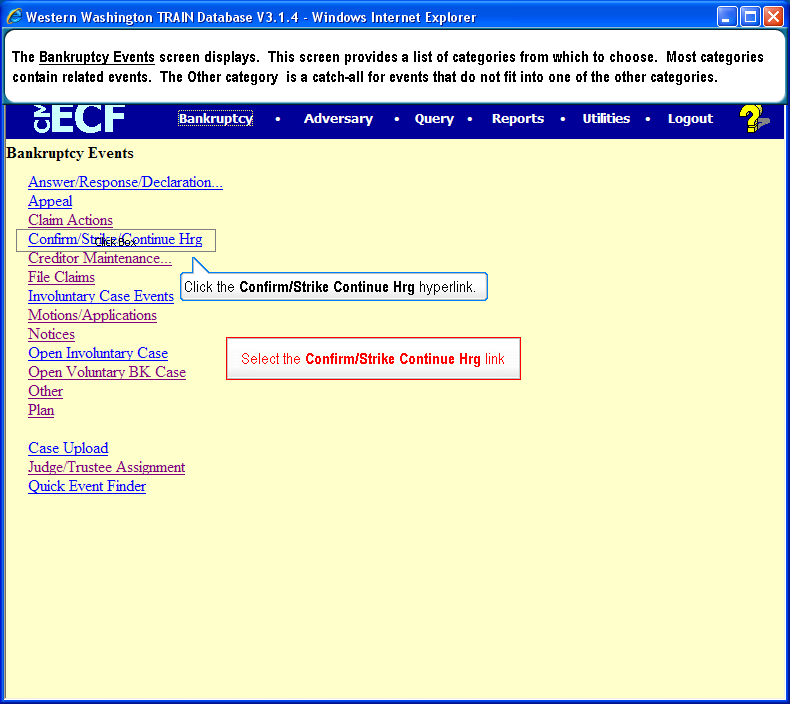 Western Washington TRAIN Database V3.1.4 - Windows Internet Explorer
The Bankruptcy Events screen displays. This screen provides a list of categories from which to choose. Most categories
contain related events. The Other category is a catch-all for events that do not fit into one of the other categories.
CM ECF Bankruptcy • Adversary • Query • Reports • Utilities • Logout ?
Bankruptcy Events
Answer/Response/Declaration...
Appeal
Claim Actions
Confirm/Strike/Continue Hrg
Click Box
Creditor Maintenance...
File Claims
Click the Confirm/Strike Continue Hrg hyperlink.
Involuntary Case Events
Motions/Applications
Notices
Open Involuntary Case
Select the Confirm/Strike Continue Hrg link
Open Voluntary BK Case
Other
Plan
Case Upload
Judge/Trustee Assignment
Quick Event Finder